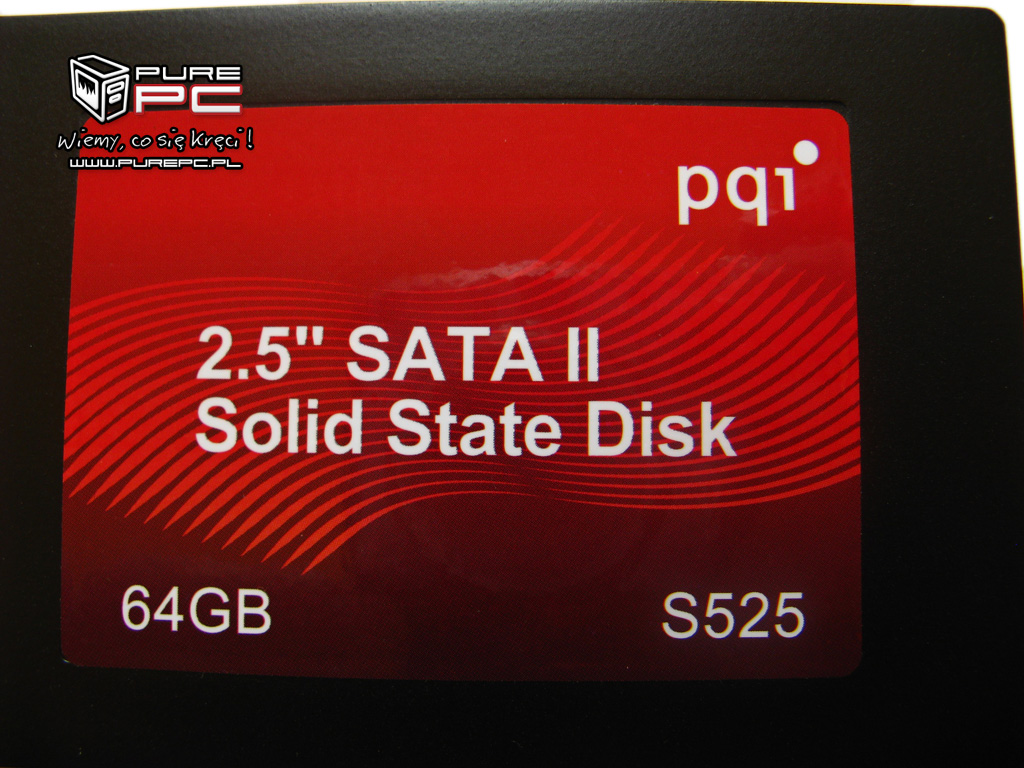 PURE
PC
Wiemy, co się kręci!
WWW.PUREPC.PL
pqi
2.5" SATA II
Solid State Disk
64GB
S525